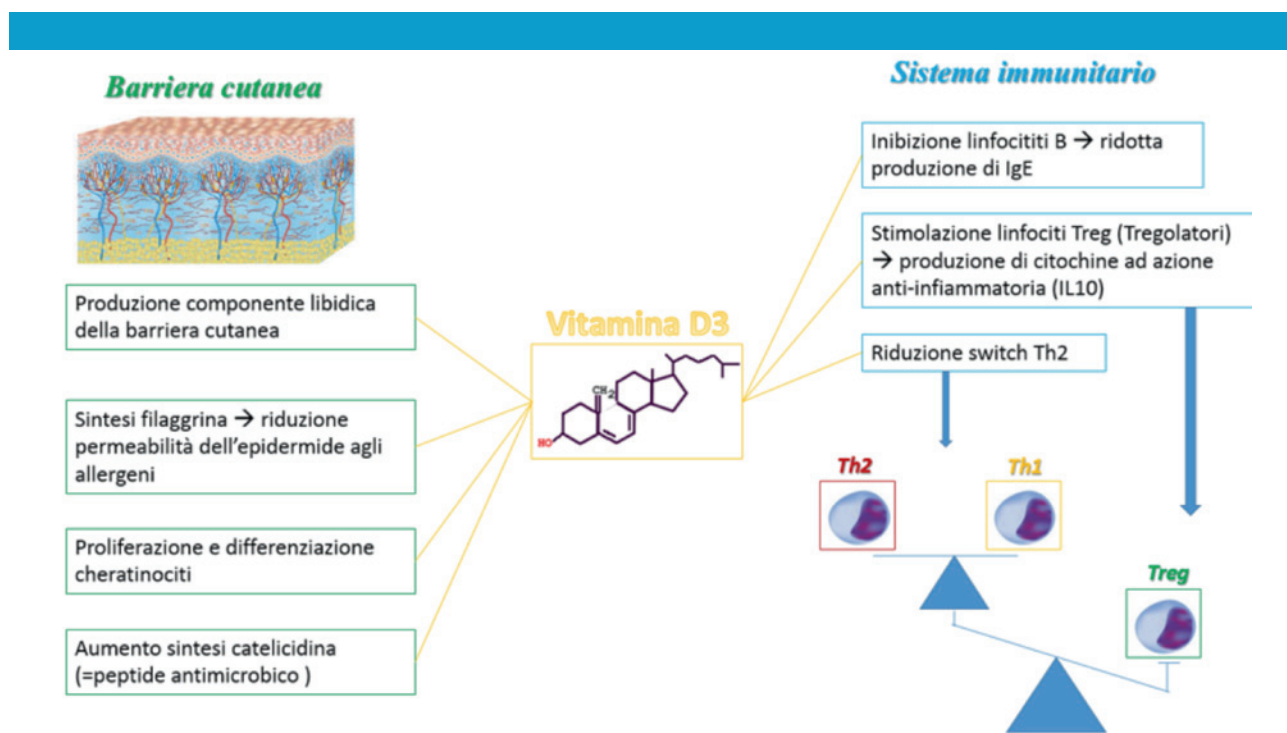 Barriera cutanea
Produzione componente libidica
della barriera cutanea
Sintesi filaggrina → riduzione
permeabilità dell'epidermide agli
allergeni
Proliferazione e differenziazione
cheratinociti
Aumento sintesi catelicidina
(=peptide antimicrobico )
Vitamina D3
CH2
HO
Sistema immunitario
Inibizione linfocititi B → ridotta
produzione di IgE
Stimolazione linfociti Treg (Tregolatori)
→ produzione di citochine ad azione
anti-infiammatoria (IL10)
Riduzione switch Th2
Th2
Th1
Treg